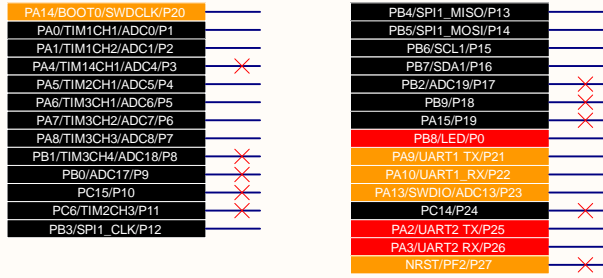 PA14/BOOT0/SWDCLK/P20
PA0/TIM1CH1/ADC0/P1
PA1/TIM1CH2/ADC1/P2
PA4/TIM14CH1/ADC4/P3
PA5/TIM2CH1/ADC5/P4
PA6/TIM3CH1/ADC6/P5
PA7/TIM3CH2/ADC7/P6
PA8/TIM3CH3/ADC8/P7
PB1/TIM3CH4/ADC18/P8
PB0/ADC17/P9
PC15/P10
PC6/TIM2CH3/P11
PB3/SPI1_CLK/P12
PB4/SPI1_MISO/P13
PB5/SPI1_MOSI/P14
PB6/SCL1/P15
PB7/SDA1/P16
PB2/ADC19/P17
PB9/P18
PA15/P19
PB8/LED/P0
PA9/UART1 TX/P21
PA10/UART1_RX/P22
PA13/SWDIO/ADC13/P23
PC14/P24
PA2/UART2 TX/P25
PA3/UART2 RX/P26
NRST/PF2/P27